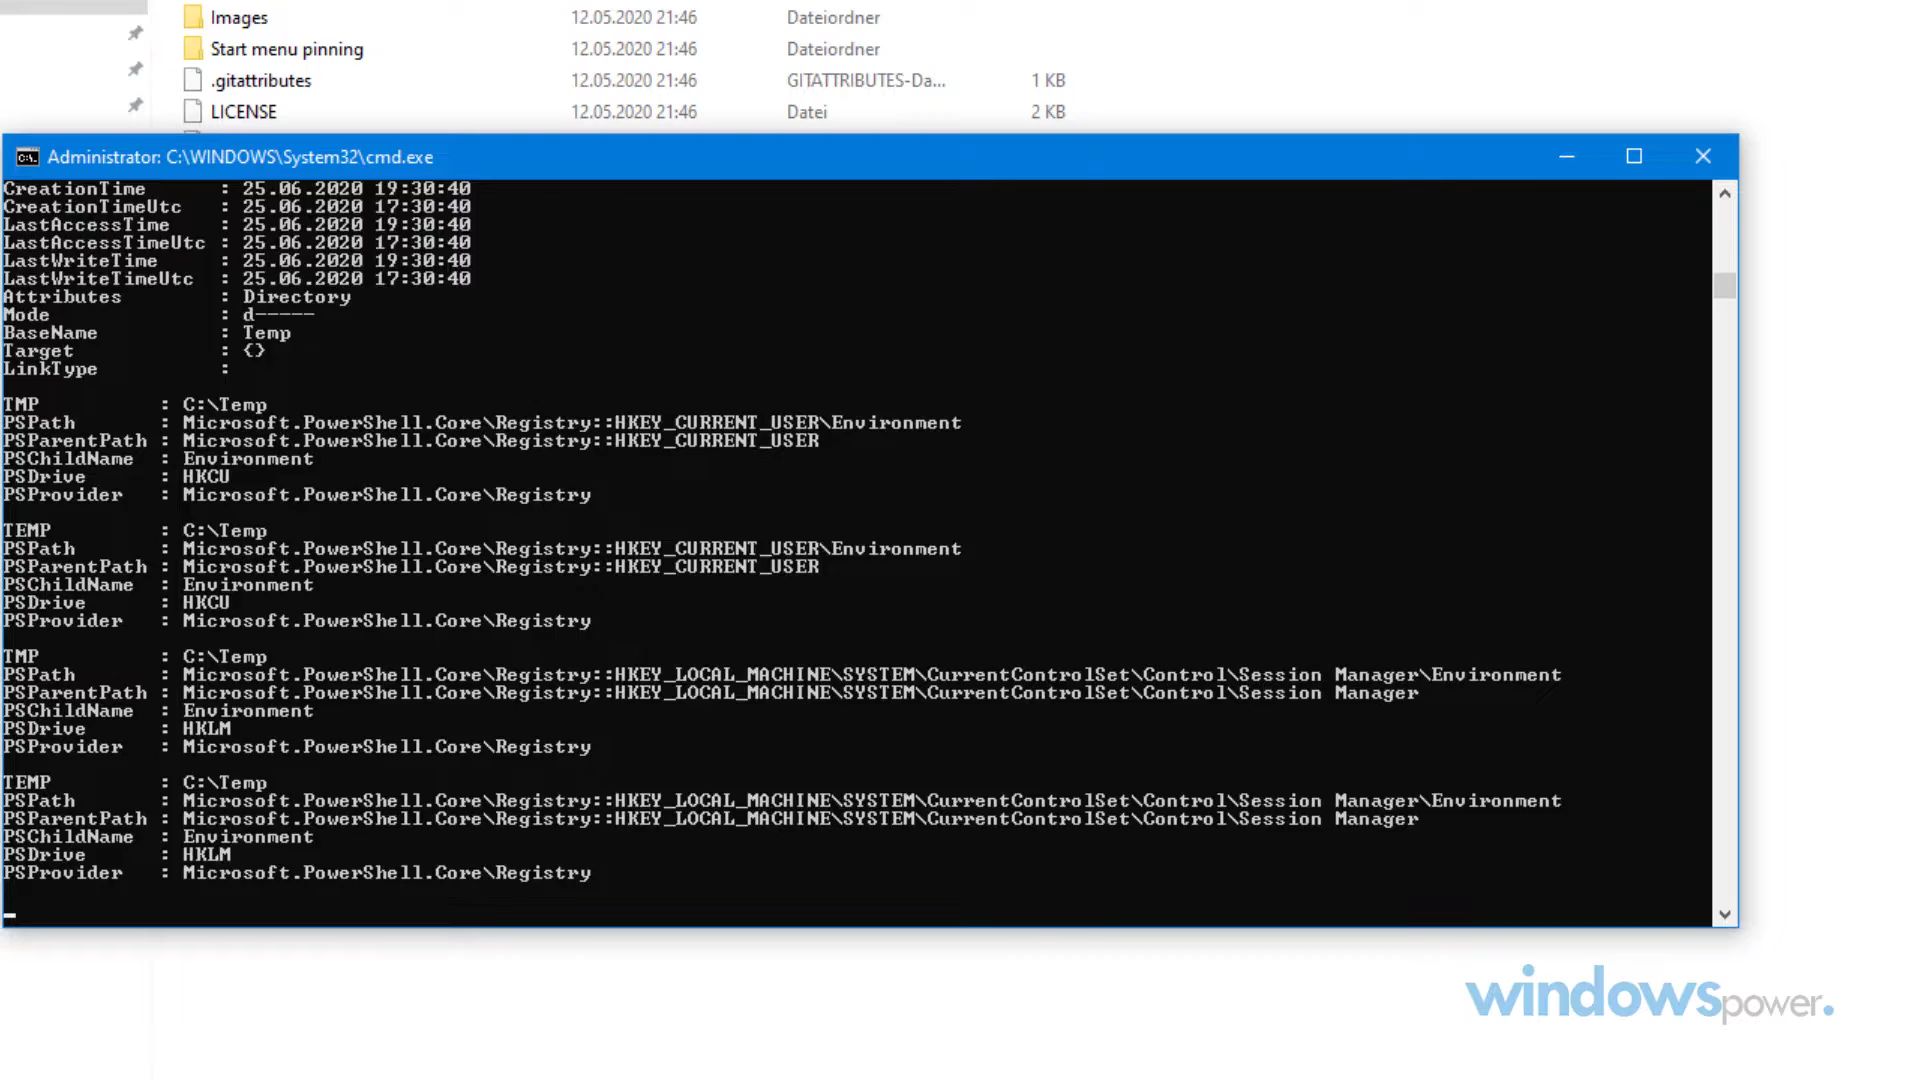 Images 12.05.2020 21:46 Dateiordner
Start menu pinning 12.05.2020 21:46 Dateiordner
.gitattributes 12.05.2020 21:46 GITATTRIBUTES-Da... 1 KB
LICENSE 12.05.2020 21:46 Datei 2 KB
Administrator: C:\WINDOWS\System32\cmd.exe
CreationTime : 25.06.2020 19:30:40
CreationTimeUtc : 25.06.2020 17:30:40
LastAccessTime : 25.06.2020 19:30:40
LastAccessTimeUtc : 25.06.2020 17:30:40
LastWriteTime : 25.06.2020 19:30:40
LastWriteTimeUtc : 25.06.2020 17:30:40
Attributes : Directory
Mode : d-----
BaseName : Temp
Target : {}
LinkType :
TMP : C:\Temp
PSPath : Microsoft.PowerShell.Core\Registry::HKEY_CURRENT_USER\Environment
PSParentPath : Microsoft.PowerShell.Core\Registry::HKEY_CURRENT_USER
PSChildName : Environment
PSDrive : HKCU
PSProvider : Microsoft.PowerShell.Core\Registry
TEMP : C:\Temp
PSPath : Microsoft.PowerShell.Core\Registry::HKEY_CURRENT_USER\Environment
PSParentPath : Microsoft.PowerShell.Core\Registry::HKEY_CURRENT_USER
PSChildName : Environment
PSDrive : HKCU
PSProvider : Microsoft.PowerShell.Core\Registry
TMP : C:\Temp
PSPath : Microsoft.PowerShell.Core\Registry::HKEY_LOCAL_MACHINE\SYSTEM\CurrentControlSet\Control\Session Manager\Environment
PSParentPath : Microsoft.PowerShell.Core\Registry::HKEY_LOCAL_MACHINE\SYSTEM\CurrentControlSet\Control\Session Manager
PSChildName : Environment
PSDrive : HKLM
PSProvider : Microsoft.PowerShell.Core\Registry
TEMP : C:\Temp
PSPath : Microsoft.PowerShell.Core\Registry::HKEY_LOCAL_MACHINE\SYSTEM\CurrentControlSet\Control\Session Manager\Environment
PSParentPath : Microsoft.PowerShell.Core\Registry::HKEY_LOCAL_MACHINE\SYSTEM\CurrentControlSet\Control\Session Manager
PSChildName : Environment
PSDrive : HKLM
PSProvider : Microsoft.PowerShell.Core\Registry
windowspower.